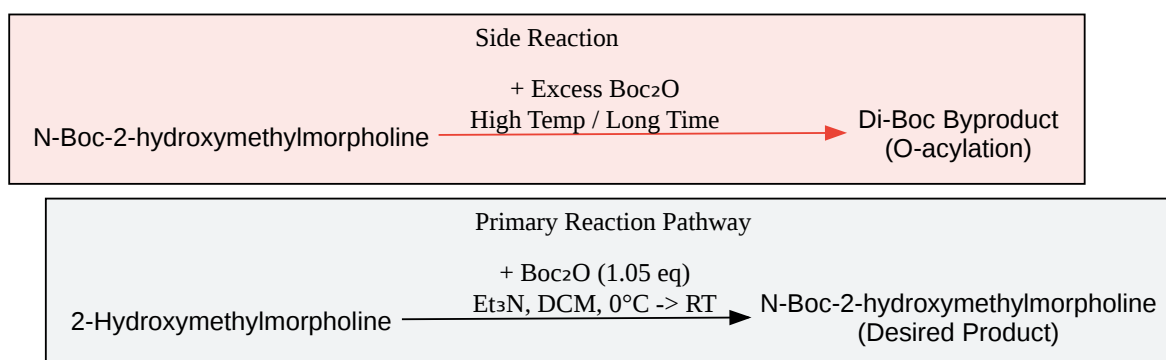 Side Reaction
+ Excess Boc₂O
High Temp / Long Time
N-Boc-2-hydroxymethylmorpholine
Di-Boc Byproduct
(O-acylation)
Primary Reaction Pathway
+ Boc₂O (1.05 eq)
Et₃N, DCM, 0°C -> RT
2-Hydroxymethylmorpholine
N-Boc-2-hydroxymethylmorpholine
(Desired Product)